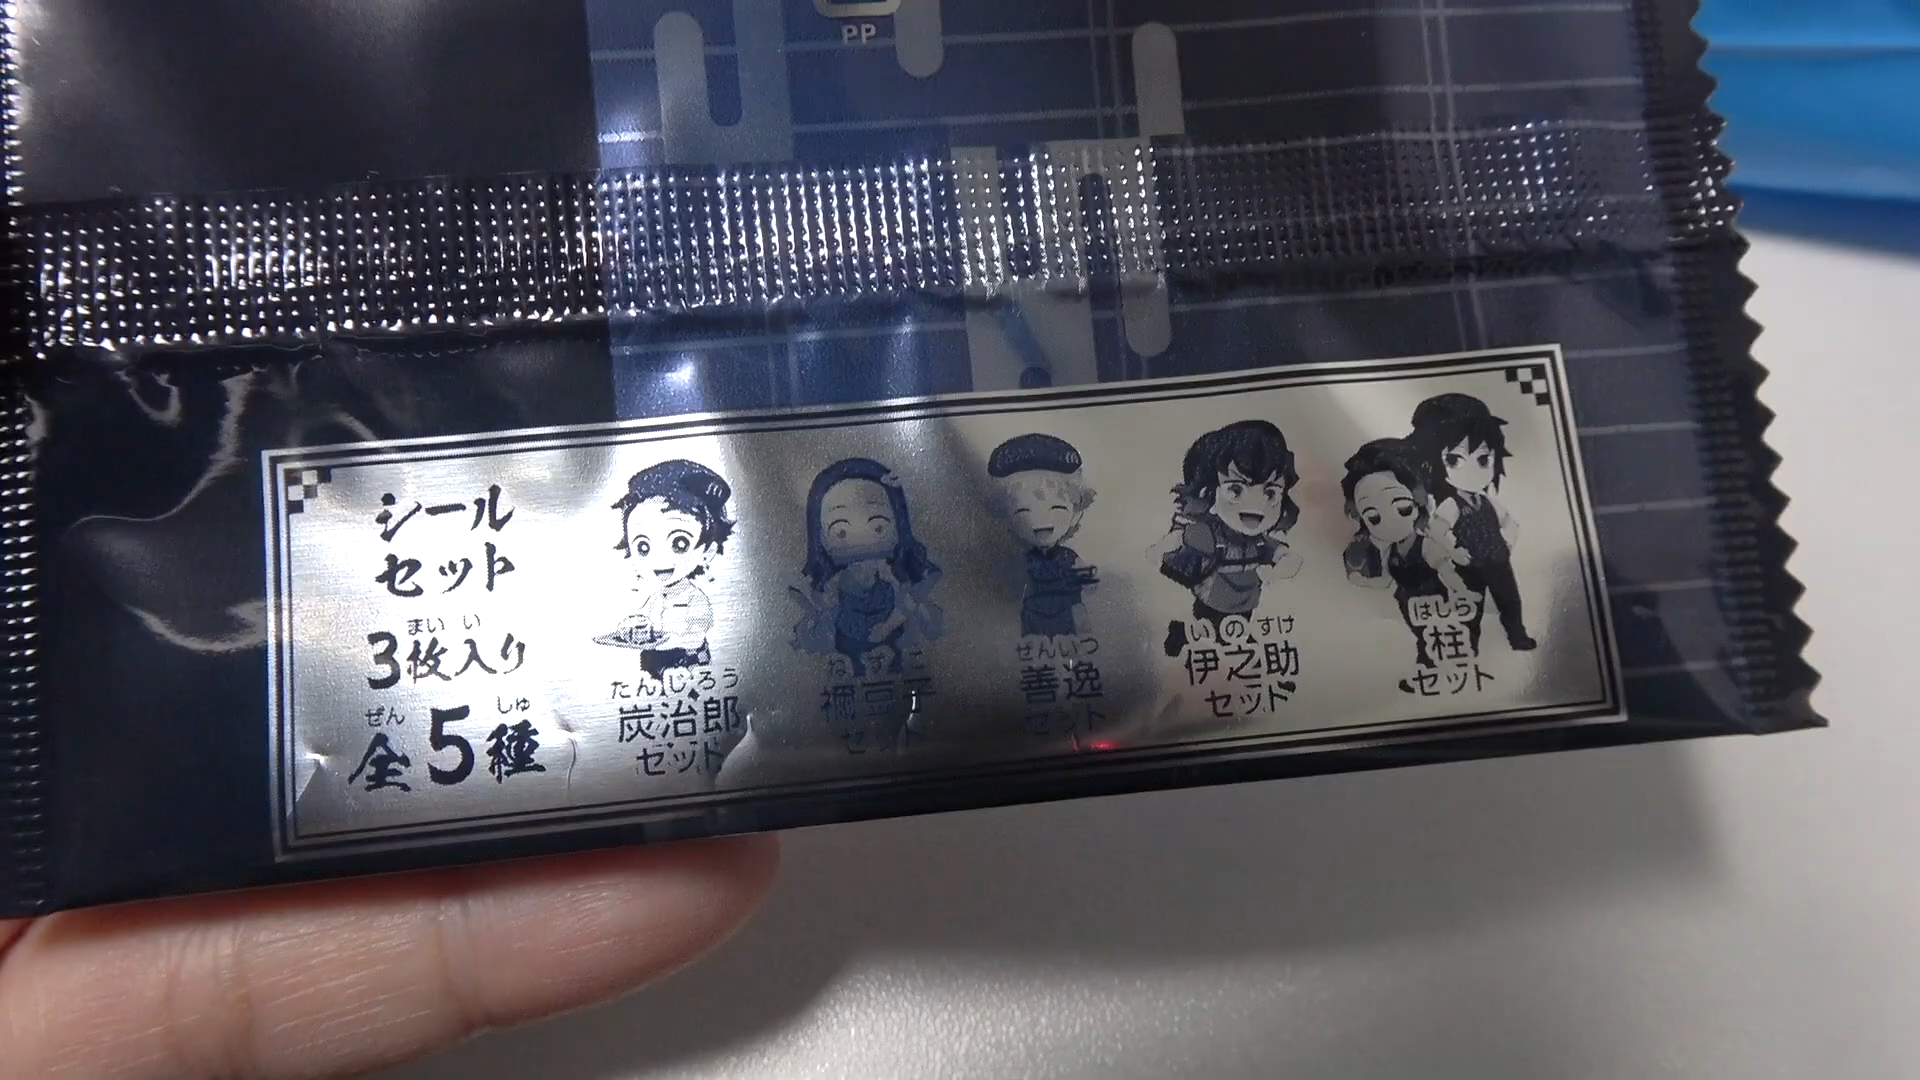 PP
シール
セット
まい い
3枚入り
ぜん しゅ
全5種
たんじろう
炭治郎
セット
ねずこ
禰豆子
セット
ぜんいつ
善逸
セット
いのすけ
伊之助
セット
はしら
柱
セット